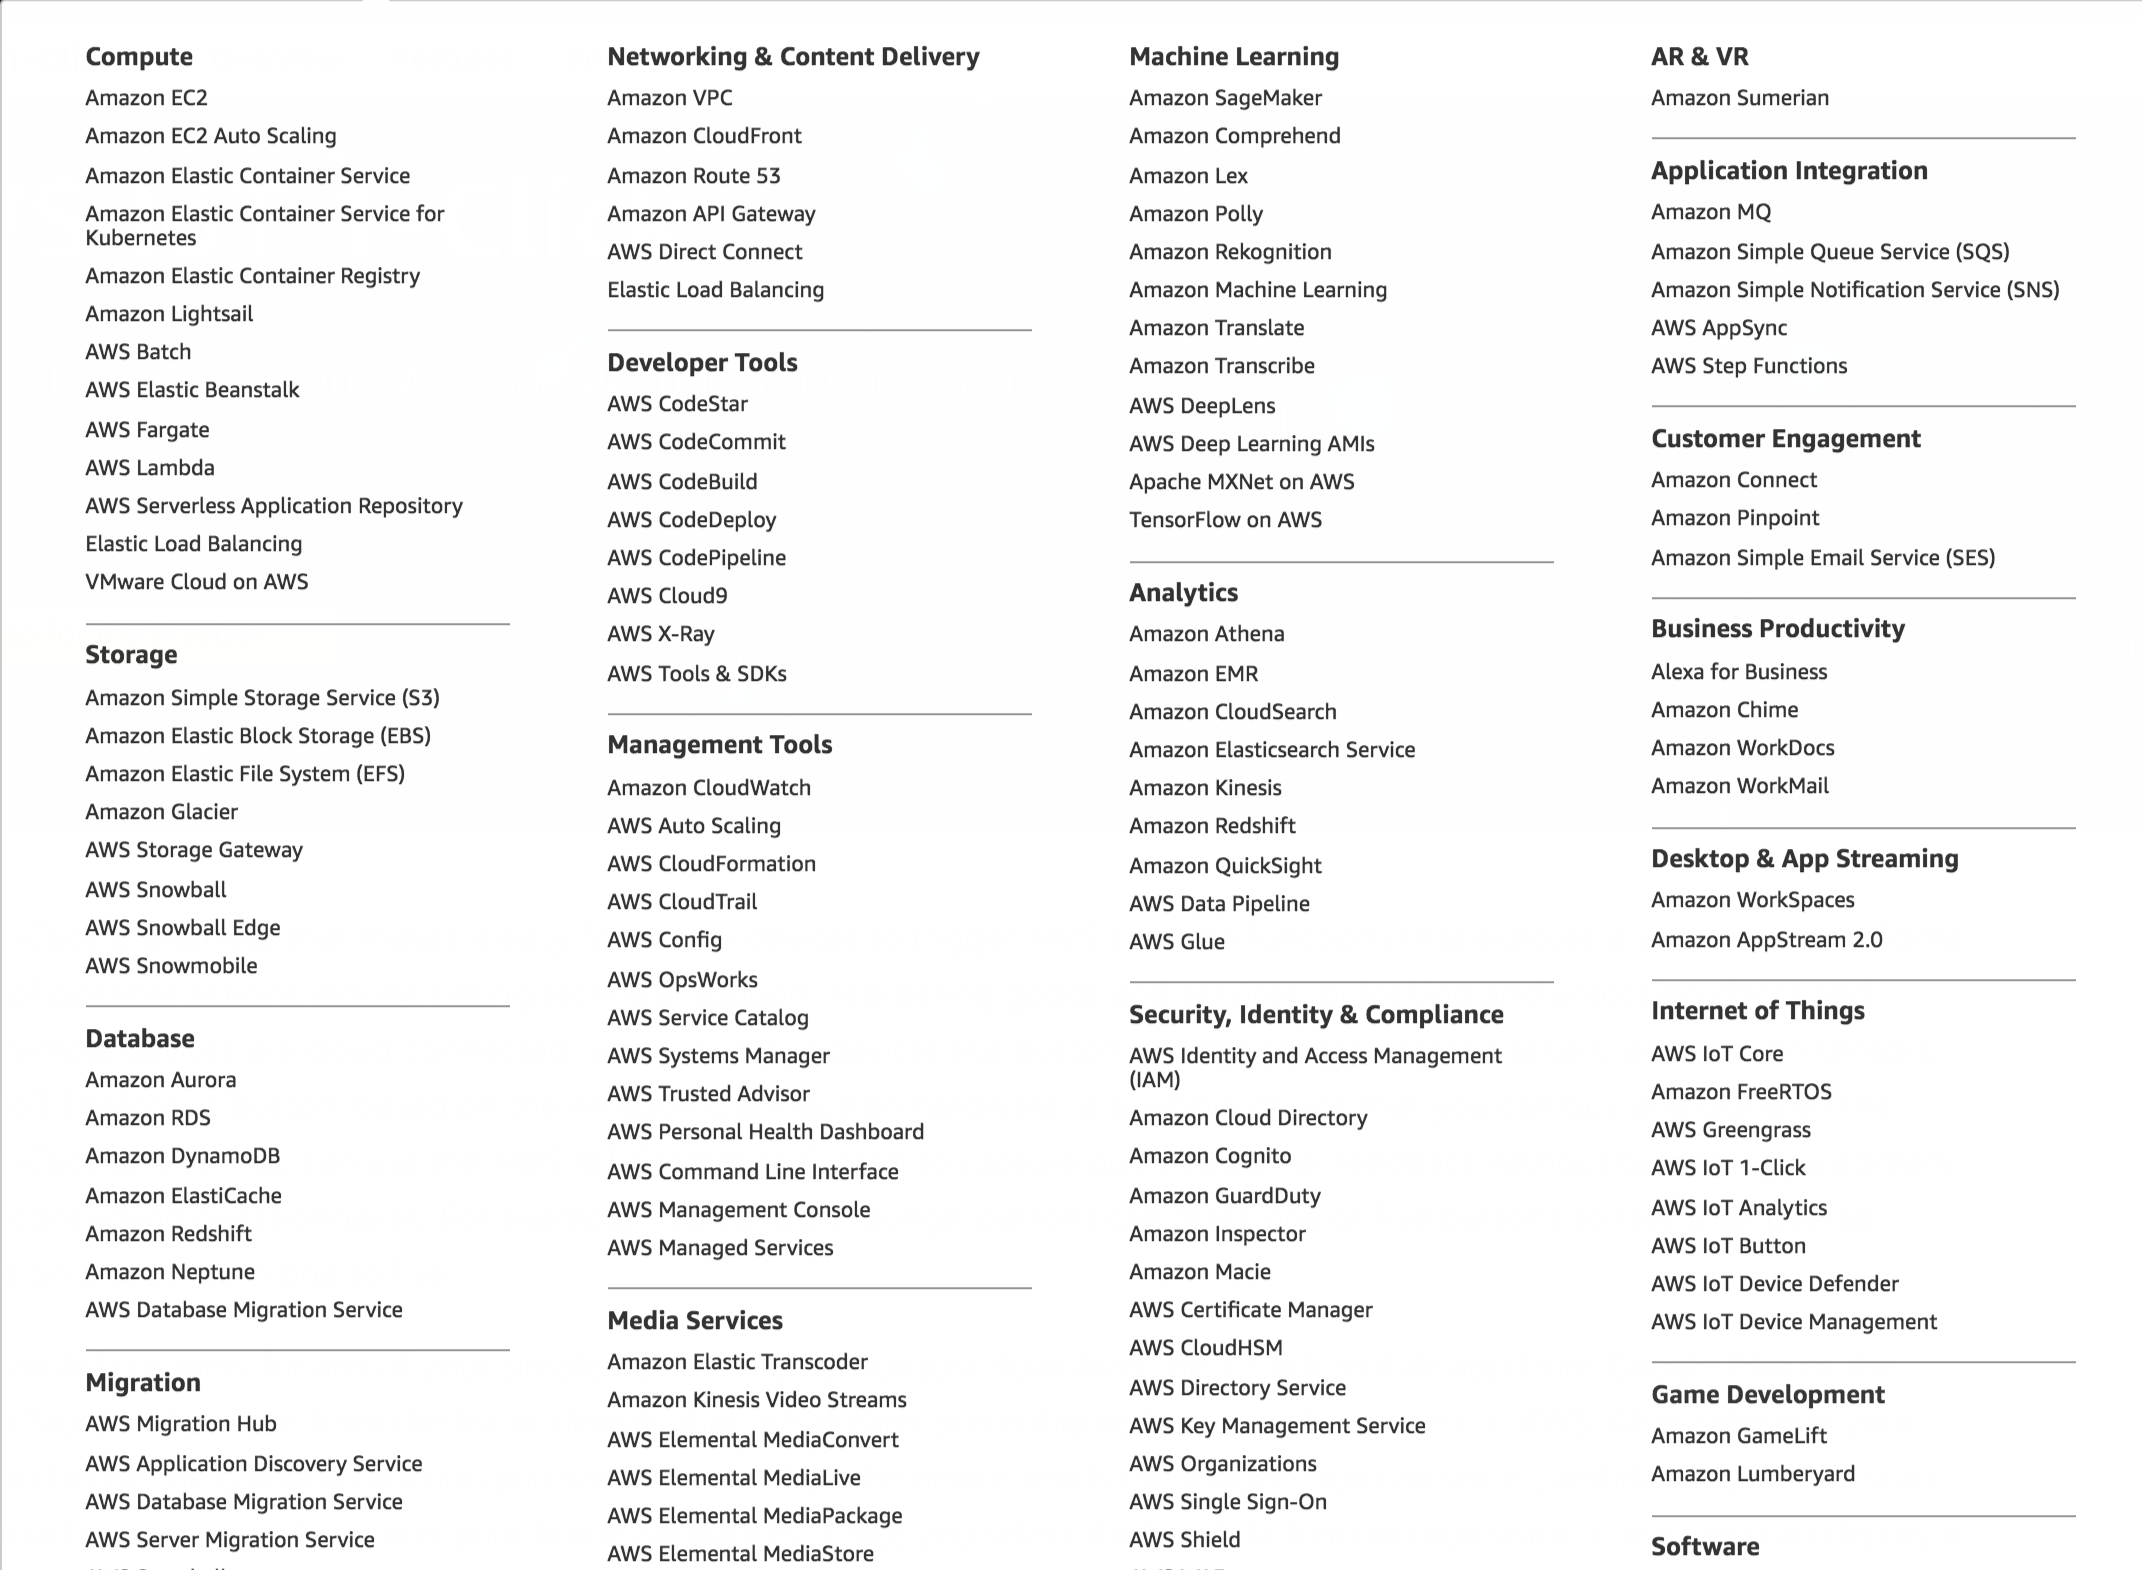 Compute
Amazon EC2
Amazon EC2 Auto Scaling
Amazon Elastic Container Service
Amazon Elastic Container Service for
Kubernetes
Amazon Elastic Container Registry
Amazon Lightsail
AWS Batch
AWS Elastic Beanstalk
AWS Fargate
AWS Lambda
AWS Serverless Application Repository
Elastic Load Balancing
VMware Cloud on AWS
Storage
Amazon Simple Storage Service (S3)
Amazon Elastic Block Storage (EBS)
Amazon Elastic File System (EFS)
Amazon Glacier
AWS Storage Gateway
AWS Snowball
AWS Snowball Edge
AWS Snowmobile
Database
Amazon Aurora
Amazon RDS
Amazon DynamoDB
Amazon ElastiCache
Amazon Redshift
Amazon Neptune
AWS Database Migration Service
Migration
AWS Migration Hub
AWS Application Discovery Service
AWS Database Migration Service
AWS Server Migration Service
Networking & Content Delivery
Amazon VPC
Amazon CloudFront
Amazon Route 53
Amazon API Gateway
AWS Direct Connect
Elastic Load Balancing
Developer Tools
AWS CodeStar
AWS CodeCommit
AWS CodeBuild
AWS CodeDeploy
AWS CodePipeline
AWS Cloud9
AWS X-Ray
AWS Tools & SDKs
Management Tools
Amazon CloudWatch
AWS Auto Scaling
AWS CloudFormation
AWS CloudTrail
AWS Config
AWS OpsWorks
AWS Service Catalog
AWS Systems Manager
AWS Trusted Advisor
AWS Personal Health Dashboard
AWS Command Line Interface
AWS Management Console
AWS Managed Services
Media Services
Amazon Elastic Transcoder
Amazon Kinesis Video Streams
AWS Elemental MediaConvert
AWS Elemental MediaLive
AWS Elemental MediaPackage
AWS Elemental MediaStore
Machine Learning
Amazon SageMaker
Amazon Comprehend
Amazon Lex
Amazon Polly
Amazon Rekognition
Amazon Machine Learning
Amazon Translate
Amazon Transcribe
AWS DeepLens
AWS Deep Learning AMIs
Apache MXNet on AWS
TensorFlow on AWS
Analytics
Amazon Athena
Amazon EMR
Amazon CloudSearch
Amazon Elasticsearch Service
Amazon Kinesis
Amazon Redshift
Amazon QuickSight
AWS Data Pipeline
AWS Glue
Security, Identity & Compliance
AWS Identity and Access Management
(IAM)
Amazon Cloud Directory
Amazon Cognito
Amazon GuardDuty
Amazon Inspector
Amazon Macie
AWS Certificate Manager
AWS CloudHSM
AWS Directory Service
AWS Key Management Service
AWS Organizations
AWS Single Sign-On
AWS Shield
AR & VR
Amazon Sumerian
Application Integration
Amazon MQ
Amazon Simple Queue Service (SQS)
Amazon Simple Notification Service (SNS)
AWS AppSync
AWS Step Functions
Customer Engagement
Amazon Connect
Amazon Pinpoint
Amazon Simple Email Service (SES)
Business Productivity
Alexa for Business
Amazon Chime
Amazon WorkDocs
Amazon WorkMail
Desktop & App Streaming
Amazon WorkSpaces
Amazon AppStream 2.0
Internet of Things
AWS IoT Core
Amazon FreeRTOS
AWS Greengrass
AWS IoT 1-Click
AWS IoT Analytics
AWS IoT Button
AWS IoT Device Defender
AWS IoT Device Management
Game Development
Amazon GameLift
Amazon Lumberyard
Software